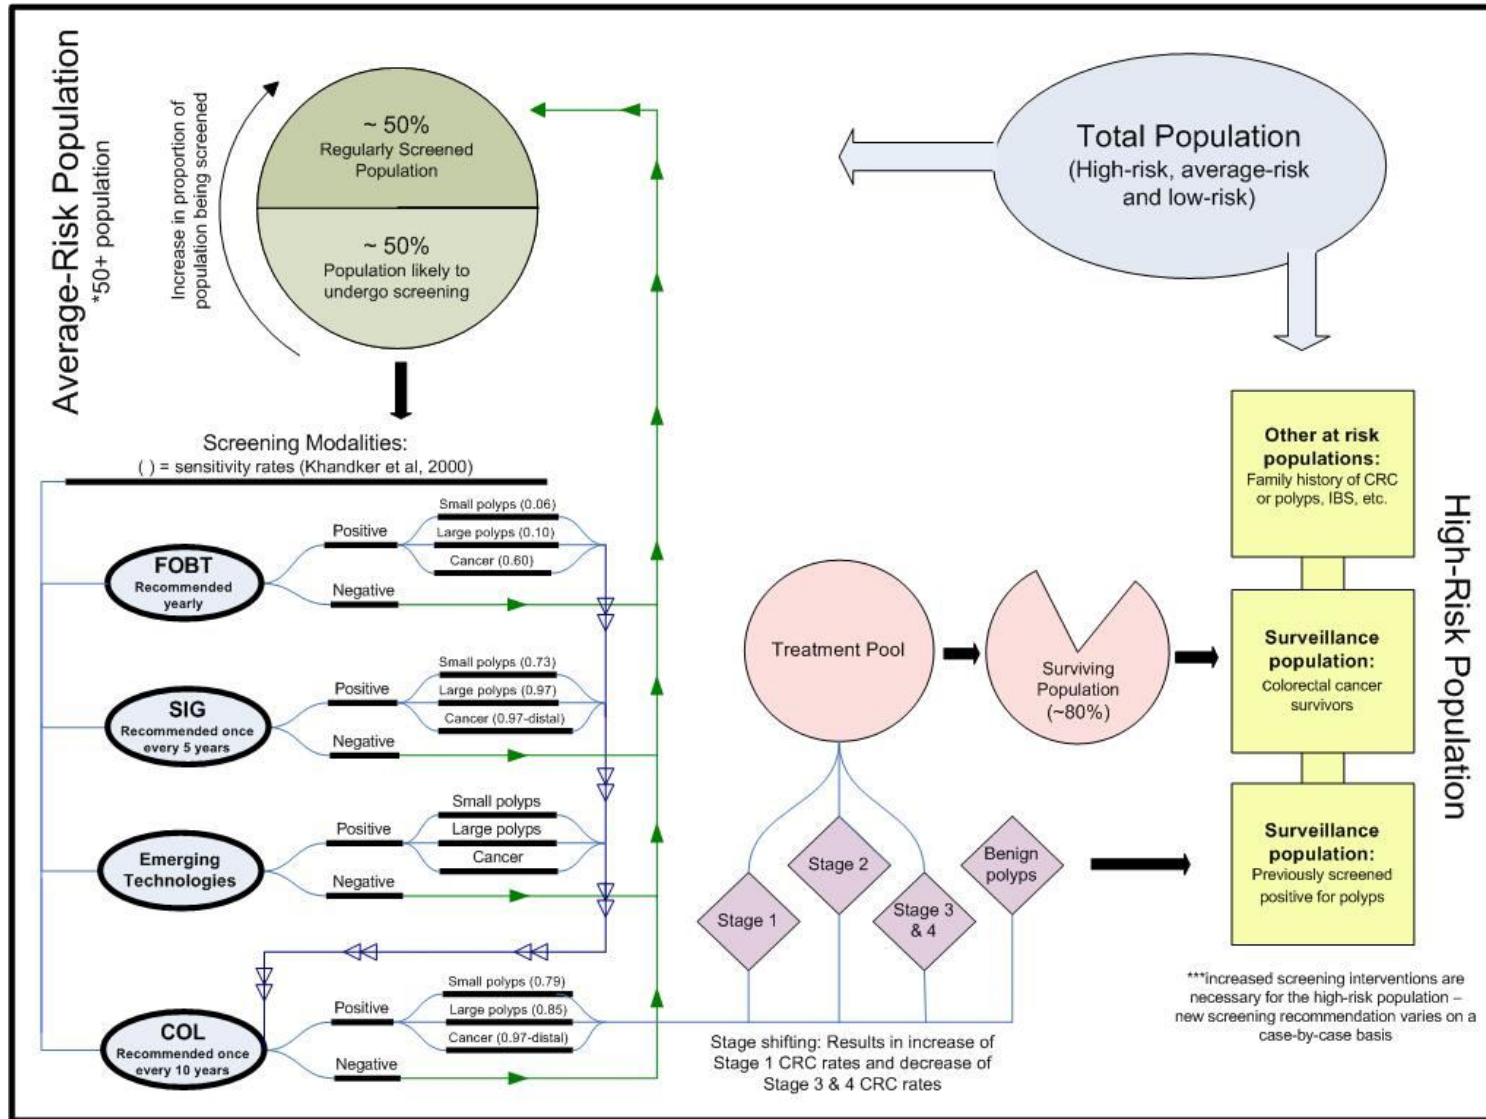 Average-Risk Population
*50+ population
Increase in proportion of
population being screened
~ 50%
Regularly Screened
Population
~ 50%
Population likely to
undergo screening
Total Population
(High-risk, average-risk
and low-risk)
Screening Modalities:
( ) = sensitivity rates (Khandker et al, 2000)
FOBT
Recommended
yearly
Positive
Small polyps (0.06)
Large polyps (0.10)
Cancer (0.60)
Negative
SIG
Recommended once
every 5 years
Positive
Small polyps (0.73)
Large polyps (0.97)
Cancer (0.97-distal)
Negative
Emerging
Technologies
Positive
Small polyps
Large polyps
Cancer
Negative
COL
Recommended once
every 10 years
Positive
Small polyps (0.79)
Large polyps (0.85)
Cancer (0.97-distal)
Negative
Treatment Pool
Surviving
Population
(~80%)
Stage 1
Stage 2
Stage 3
& 4
Benign
polyps
Stage shifting: Results in increase of
Stage 1 CRC rates and decrease of
Stage 3 & 4 CRC rates
High-Risk Population
Other at risk
populations:
Family history of CRC
or polyps, IBS, etc.
Surveillance
population:
Colorectal cancer
survivors
Surveillance
population:
Previously screened
positive for polyps
***increased screening interventions are
necessary for the high-risk population –
new screening recommendation varies on a
case-by-case basis